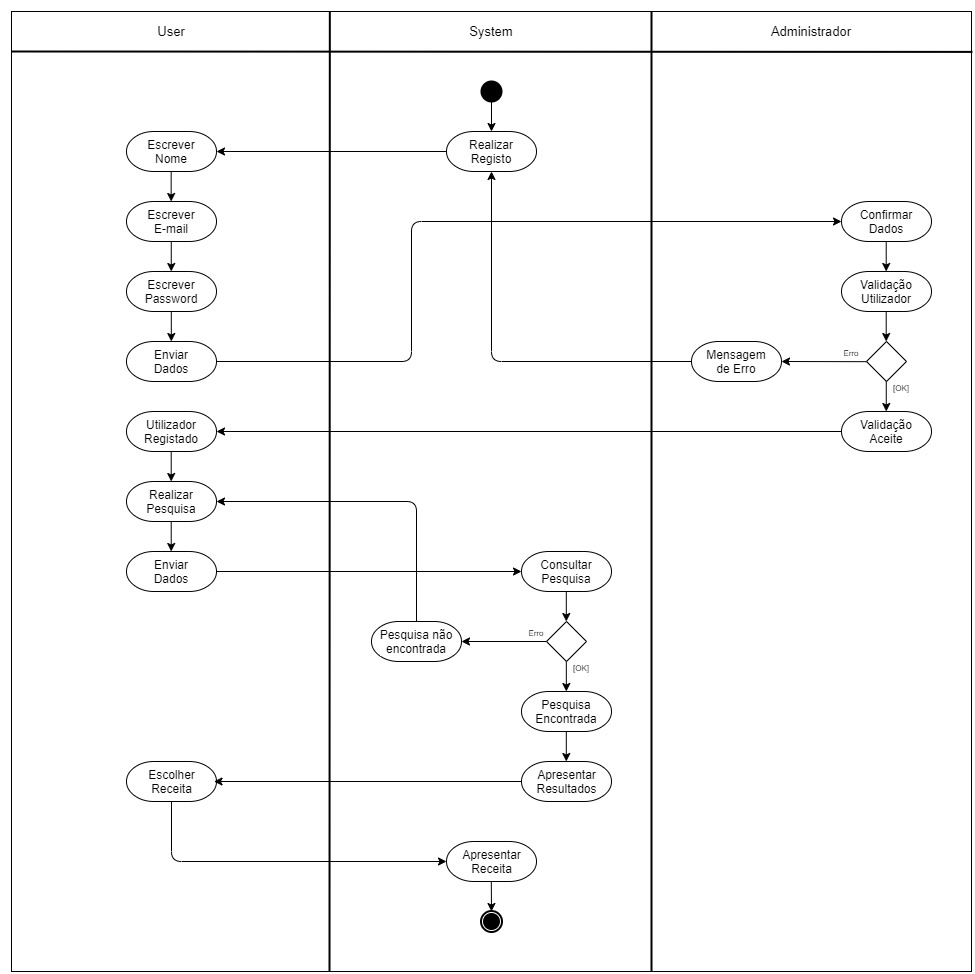 User
System
Administrador
Realizar
Registo
Escrever
Nome
Escrever
E-mail
Confirmar
Dados
Escrever
Password
Validação
Utilizador
Enviar
Dados
Mensagem
de Erro
Erro
[OK]
Utilizador
Registado
Validação
Aceite
Realizar
Pesquisa
Enviar
Dados
Consultar
Pesquisa
Pesquisa não
encontrada
Erro
[OK]
Pesquisa
Encontrada
Escolher
Receita
Apresentar
Resultados
Apresentar
Receita